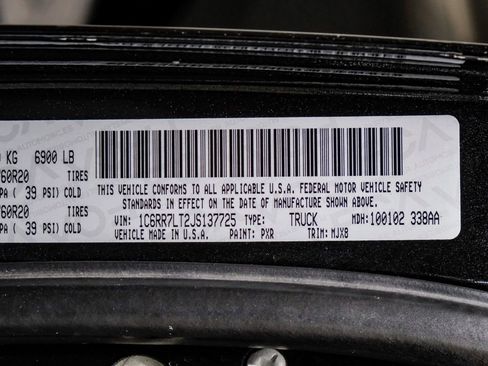 KG 6900 LB
60R20 TIRES
PA ( 39 PSI) COLD
60R20 TIRES
PA ( 39 PSI) COLD
THIS VEHICLE CONFORMS TO ALL APPLICABLE U.S.A. FEDERAL MOTOR VEHICLE SAFETY
STANDARDS IN EFFECT ON THE DATE OF MANUFACTURE SHOWN ABOVE.
VIN: 1C6RR7LT2JS137725 TYPE: TRUCK MDH: 100102 338AA
VEHICLE MADE IN U.S.A. PAINT: PXR TRIM: MJX8